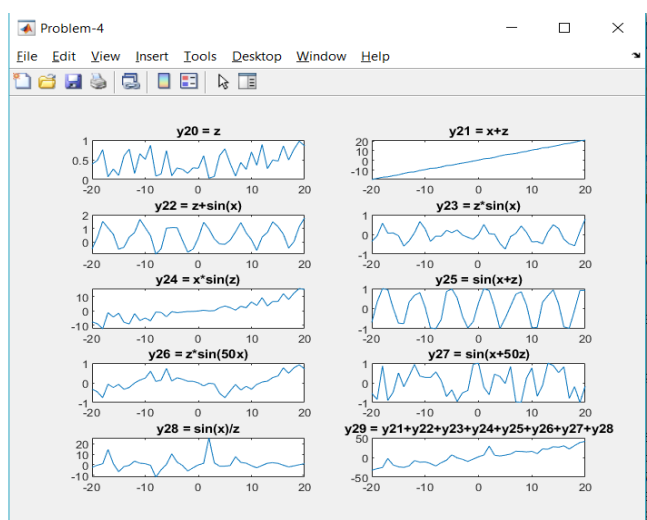 Problem-4
File Edit View Insert Tools Desktop Window Help
y20 = z
1
0.5
0
-20 -10 0 10 20
y21 = x+z
20
10
0
-10
-20 -10 0 10 20
y22 = z+sin(x)
2
1
0
-20 -10 0 10 20
y23 = z*sin(x)
1
0
-1
-20 -10 0 10 20
y24 = x*sin(z)
10
0
-10
-20 -10 0 10 20
y25 = sin(x+z)
1
0
-1
-20 -10 0 10 20
y26 = z*sin(50x)
1
0
-1
-20 -10 0 10 20
y27 = sin(x+50z)
1
0
-1
-20 -10 0 10 20
y28 = sin(x)/z
20
10
0
-10
-20 -10 0 10 20
y29 = y21+y22+y23+y24+y25+y26+y27+y28
50
0
-50
-20 -10 0 10 20